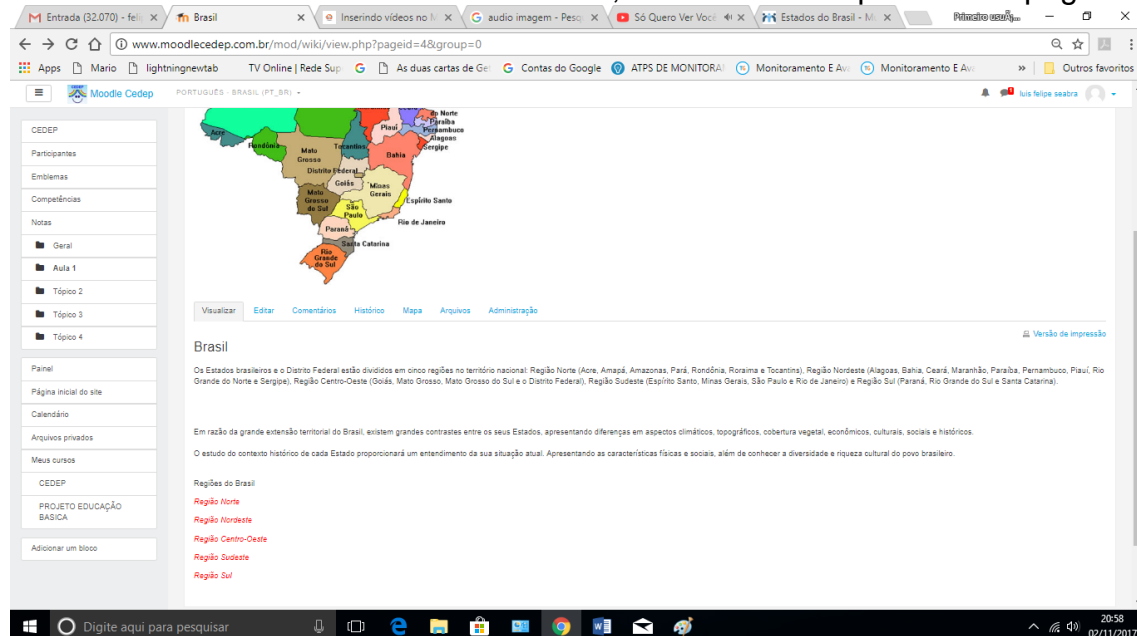 Entrada (32.070) - feli
Brasil
Inserindo vídeos no M
audio imagem - Pesq
Só Quero Ver Você
Estados do Brasil - M
www.moodlecedep.com.br/mod/wiki/view.php?pageid=4&group=0
Apps Mario lightningnewtab TV Online | Rede Sup As duas cartas de Ge Contas do Google ATPS DE MONITORA Monitoramento E Av Monitoramento E Av » Outros favoritos
Moodle Cedep PORTUGUÊS - BRASIL (PT_BR) luis felipe seabra
CEDEP
Participantes
Emblemas
Competências
Notas
Geral
Aula 1
Tópico 2
Tópico 3
Tópico 4
Painel
Página inicial do site
Calendário
Arquivos privados
Meus cursos
CEDEP
PROJETO EDUCAÇÃO
BASICA
Adicionar um bloco
do Norte
Paraíba
Pernambuco
Alagoas
Sergipe
Piauí
Acre
Rondônia
Mato
Grosso
Tocantins
Bahia
Distrito Federal
Goiás
Minas
Gerais
Mato
Grosso
do Sul
Espírito Santo
São
Paulo
Rio de Janeiro
Paraná
Santa Catarina
Rio
Grande
do Sul
Visualizar Editar Comentários Histórico Mapa Arquivos Administração
Versão de impressão
Brasil
Os Estados brasileiros e o Distrito Federal estão divididos em cinco regiões no território nacional: Região Norte (Acre, Amapá, Amazonas, Pará, Rondônia, Roraima e Tocantins), Região Nordeste (Alagoas, Bahia, Ceará, Maranhão, Paraíba, Pernambuco, Piauí, Rio
Grande do Norte e Sergipe), Região Centro-Oeste (Goiás, Mato Grosso, Mato Grosso do Sul e o Distrito Federal), Região Sudeste (Espírito Santo, Minas Gerais, São Paulo e Rio de Janeiro) e Região Sul (Paraná, Rio Grande do Sul e Santa Catarina).
Em razão da grande extensão territorial do Brasil, existem grandes contrastes entre os seus Estados, apresentando diferenças em aspectos climáticos, topográficos, cobertura vegetal, econômicos, culturais, sociais e históricos.
O estudo do contexto histórico de cada Estado proporcionará um entendimento da sua situação atual. Apresentando as características físicas e sociais, além de conhecer a diversidade e riqueza cultural do povo brasileiro.
Regiões do Brasil
Região Norte
Região Nordeste
Região Centro-Oeste
Região Sudeste
Região Sul
Digite aqui para pesquisar
20:58
02/11/2017